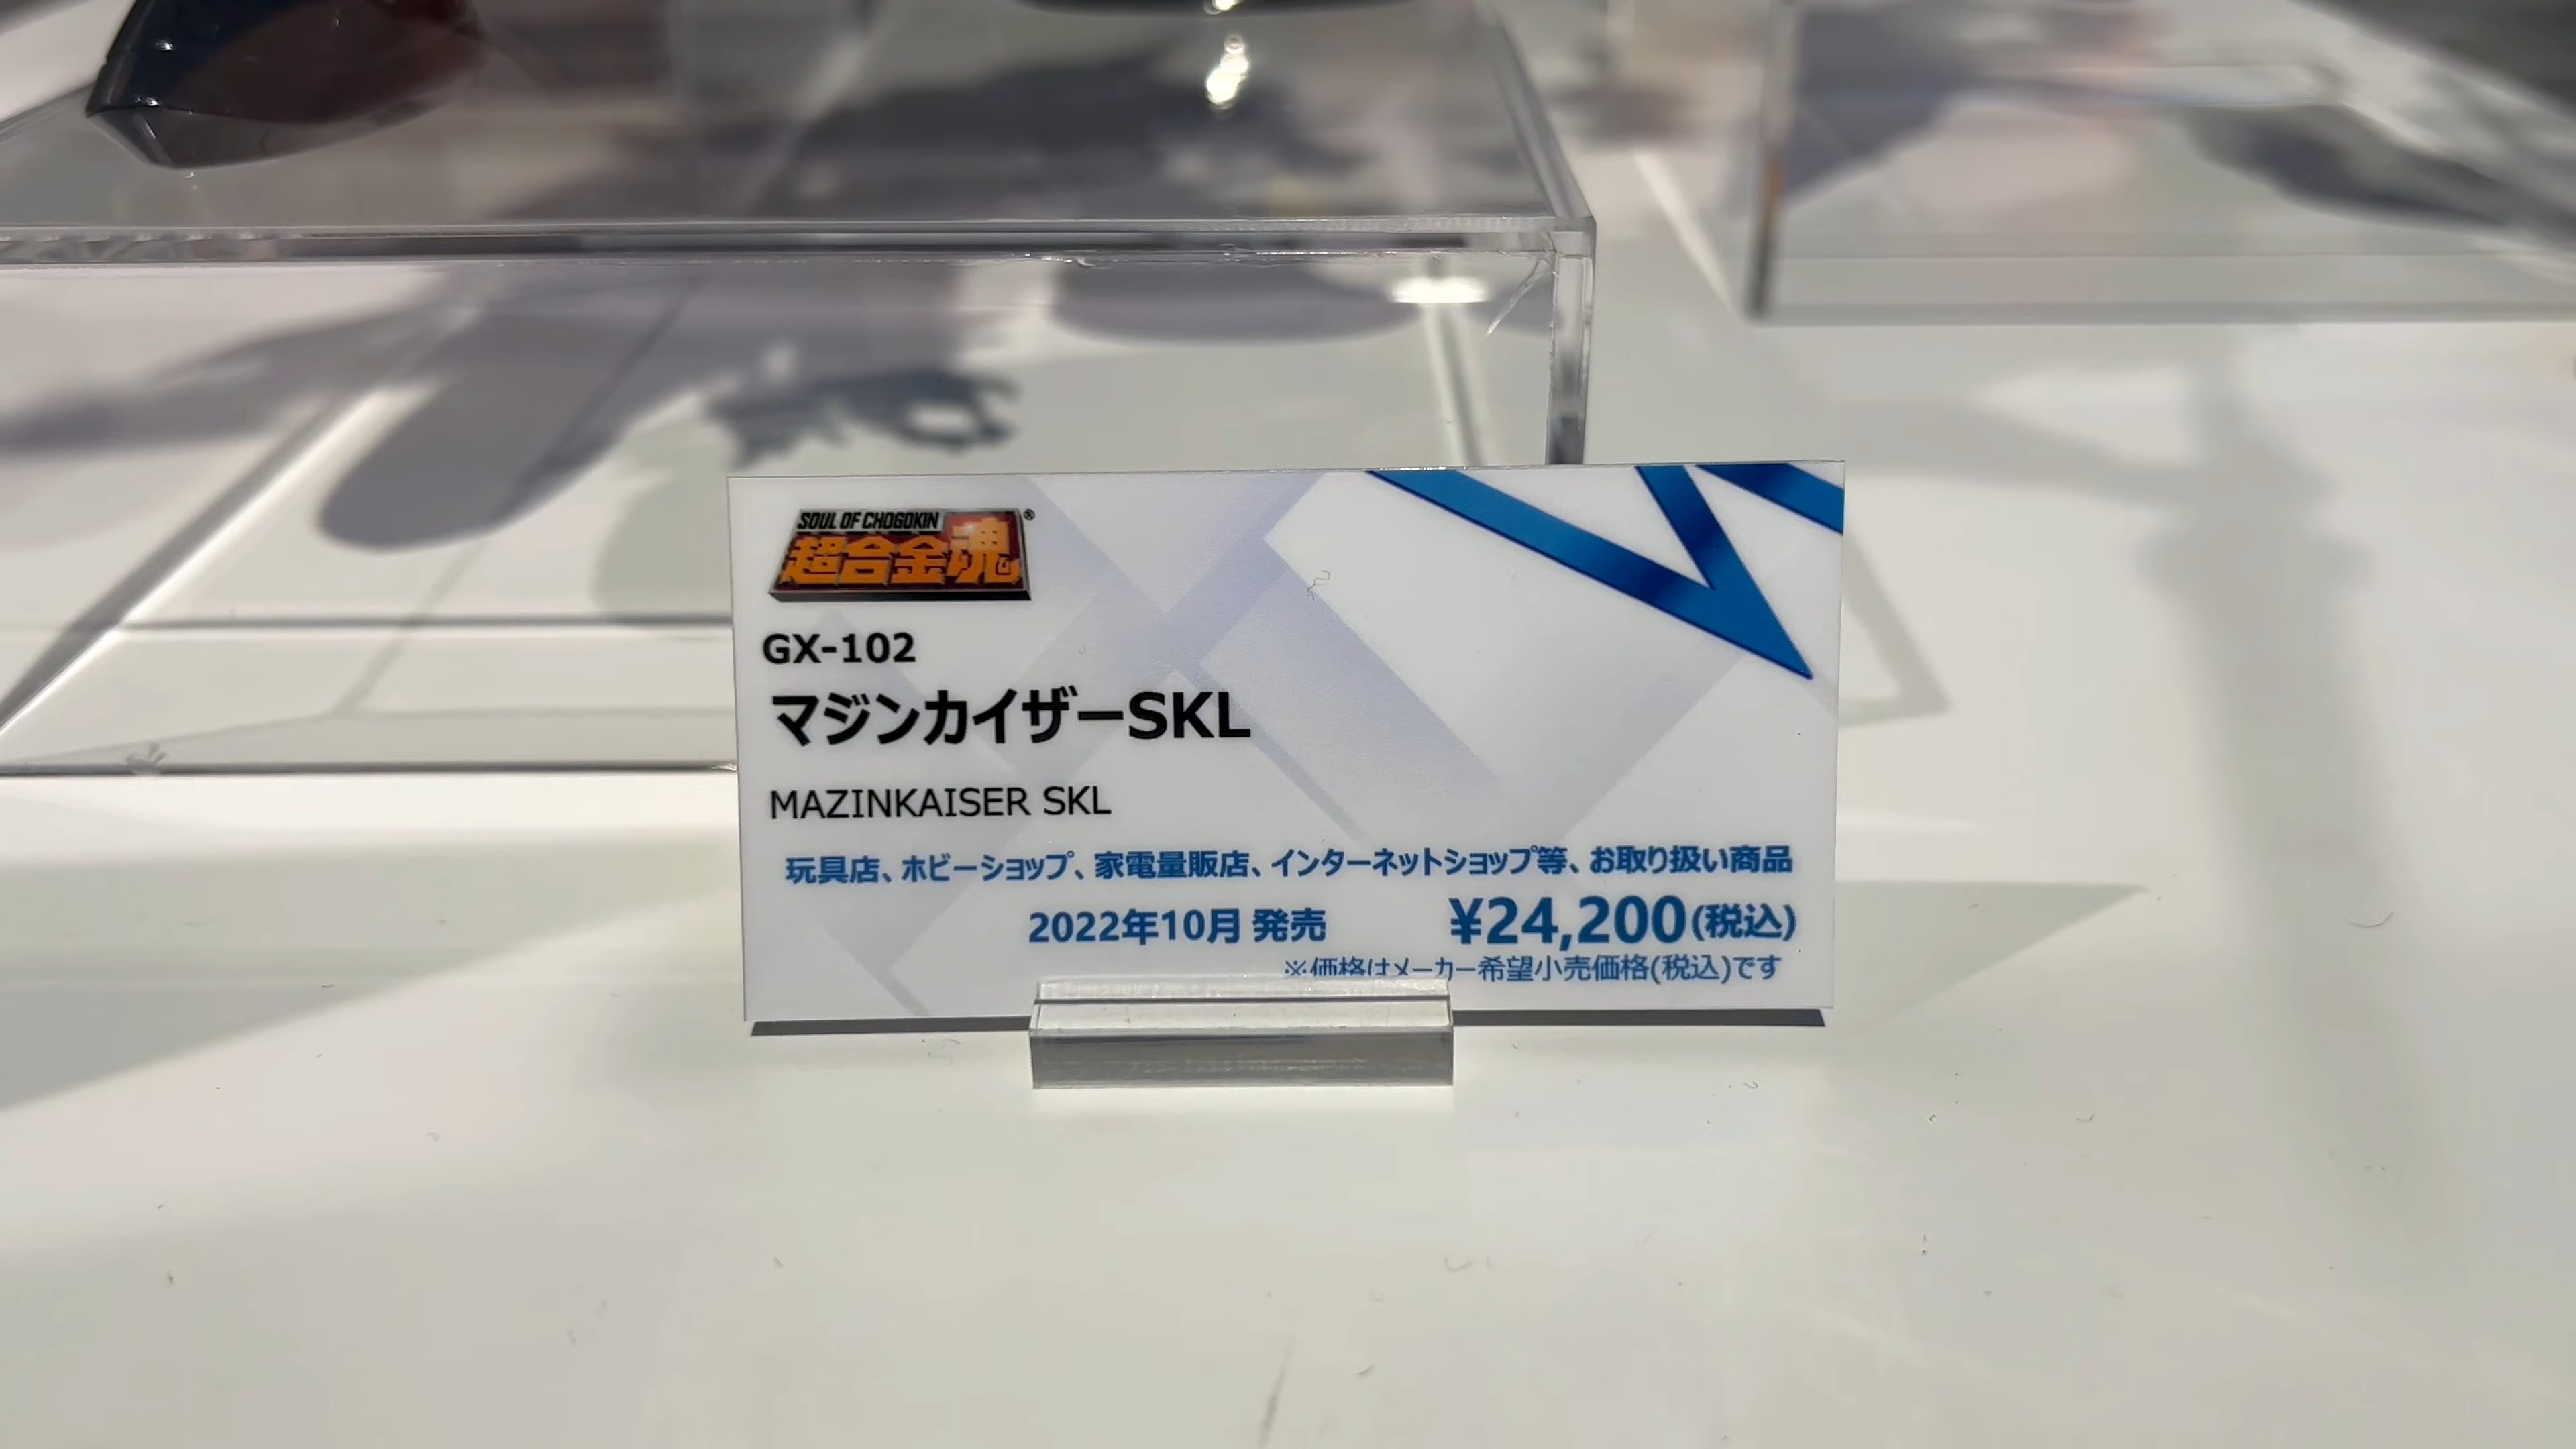 SOUL OF CHOGOKIN
超合金魂®
GX-102
マジンカイザーSKL
MAZINKAISER SKL
玩具店、ホビーショップ、家電量販店、インターネットショップ等、お取り扱い商品
2022年10月 発売 ¥24,200(税込)
※価格はメーカー希望小売価格(税込)です